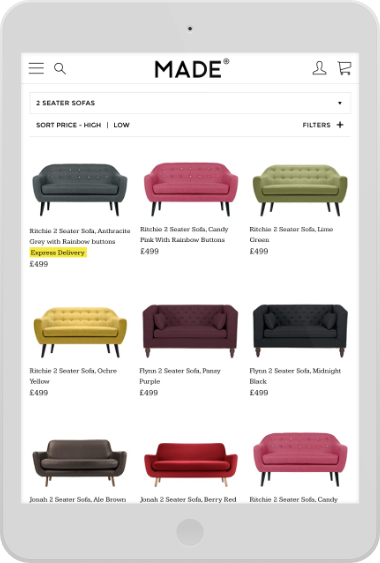 MADE®
2 SEATER SOFAS
SORT PRICE - HIGH | LOW
FILTERS +
Ritchie 2 Seater Sofa, Anthracite
Grey with Rainbow buttons
Express Delivery
£499
Ritchie 2 Seater Sofa, Candy
Pink With Rainbow Buttons
£499
Ritchie 2 Seater Sofa, Lime
Green
£499
Ritchie 2 Seater Sofa, Ochre
Yellow
£499
Flynn 2 Seater Sofa, Pansy
Purple
£499
Flynn 2 Seater Sofa, Midnight
Black
£499
Jonah 2 Seater Sofa, Ale Brown
Jonah 2 Seater Sofa, Berry Red
Ritchie 2 Seater Sofa, Candy